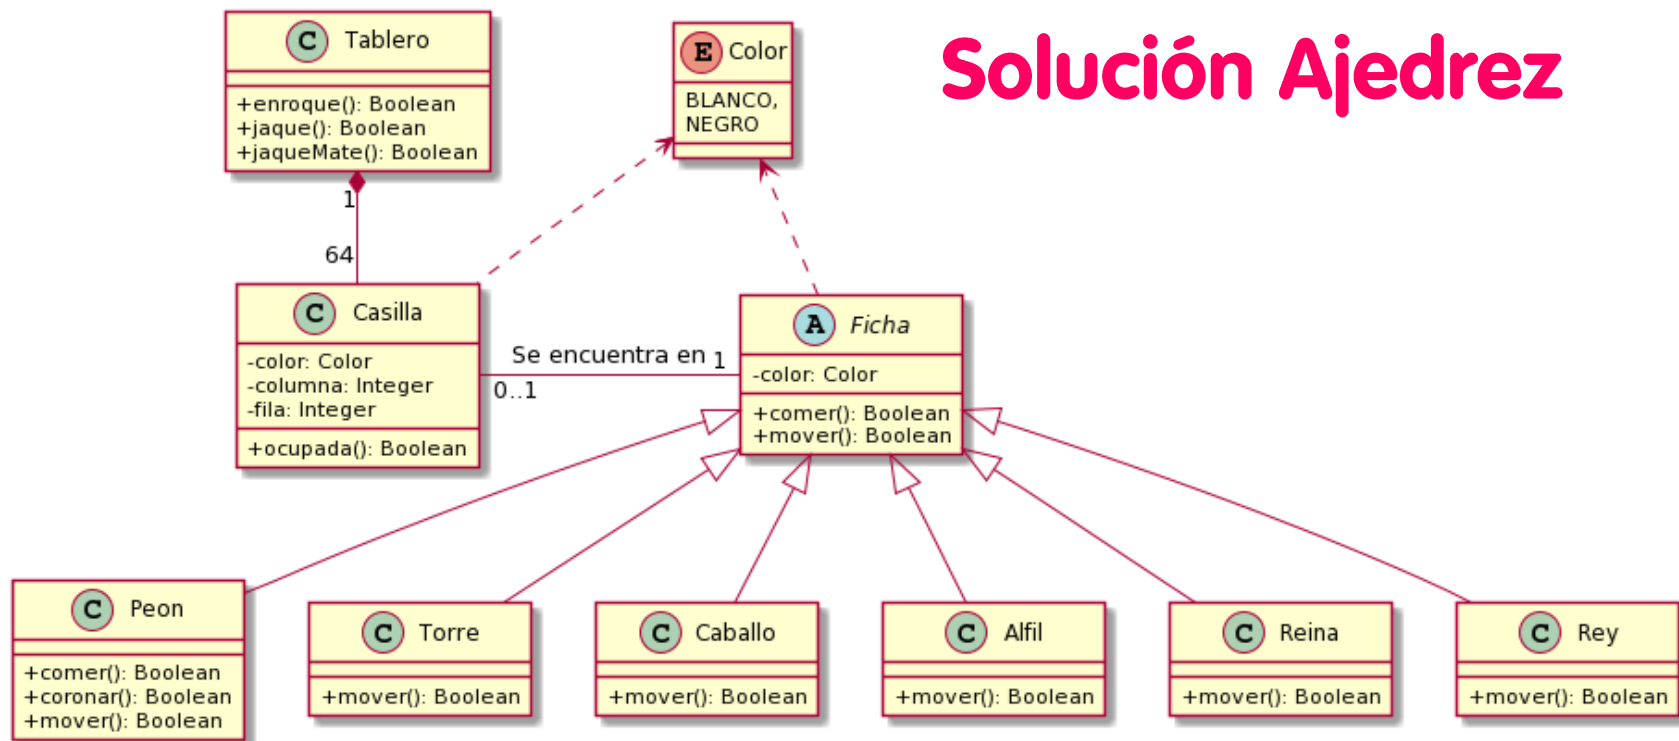 Solución Ajedrez
C Tablero
+enroque(): Boolean
+jaque(): Boolean
+jaqueMate(): Boolean
E Color
BLANCO,
NEGRO
1
64
C Casilla
-color: Color
-columna: Integer
-fila: Integer
+ocupada(): Boolean
Se encuentra en 1
0..1
A Ficha
-color: Color
+comer(): Boolean
+mover(): Boolean
C Peon
+comer(): Boolean
+coronar(): Boolean
+mover(): Boolean
C Torre
+mover(): Boolean
C Caballo
+mover(): Boolean
C Alfil
+mover(): Boolean
C Reina
+mover(): Boolean
C Rey
+mover(): Boolean